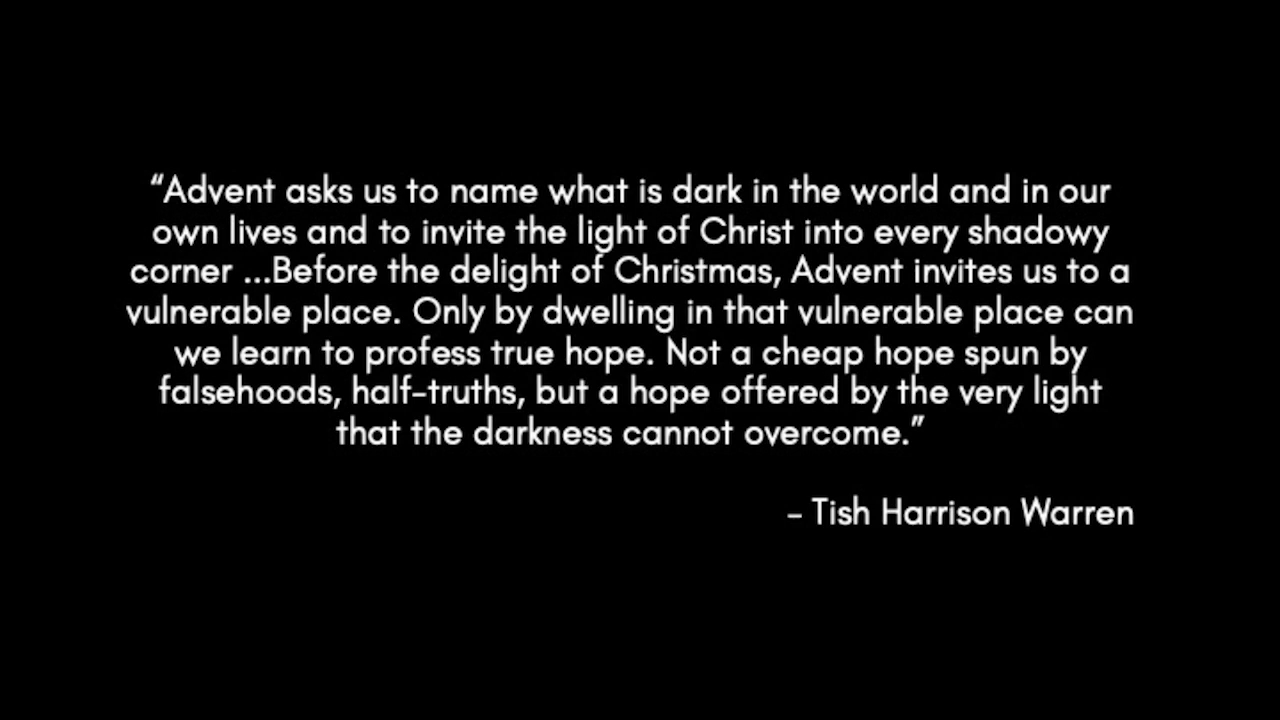 “Advent asks us to name what is dark in the world and in our
own lives and to invite the light of Christ into every shadowy
corner ...Before the delight of Christmas, Advent invites us to a
vulnerable place. Only by dwelling in that vulnerable place can
we learn to profess true hope. Not a cheap hope spun by
falsehoods, half-truths, but a hope offered by the very light
that the darkness cannot overcome.”
– Tish Harrison Warren